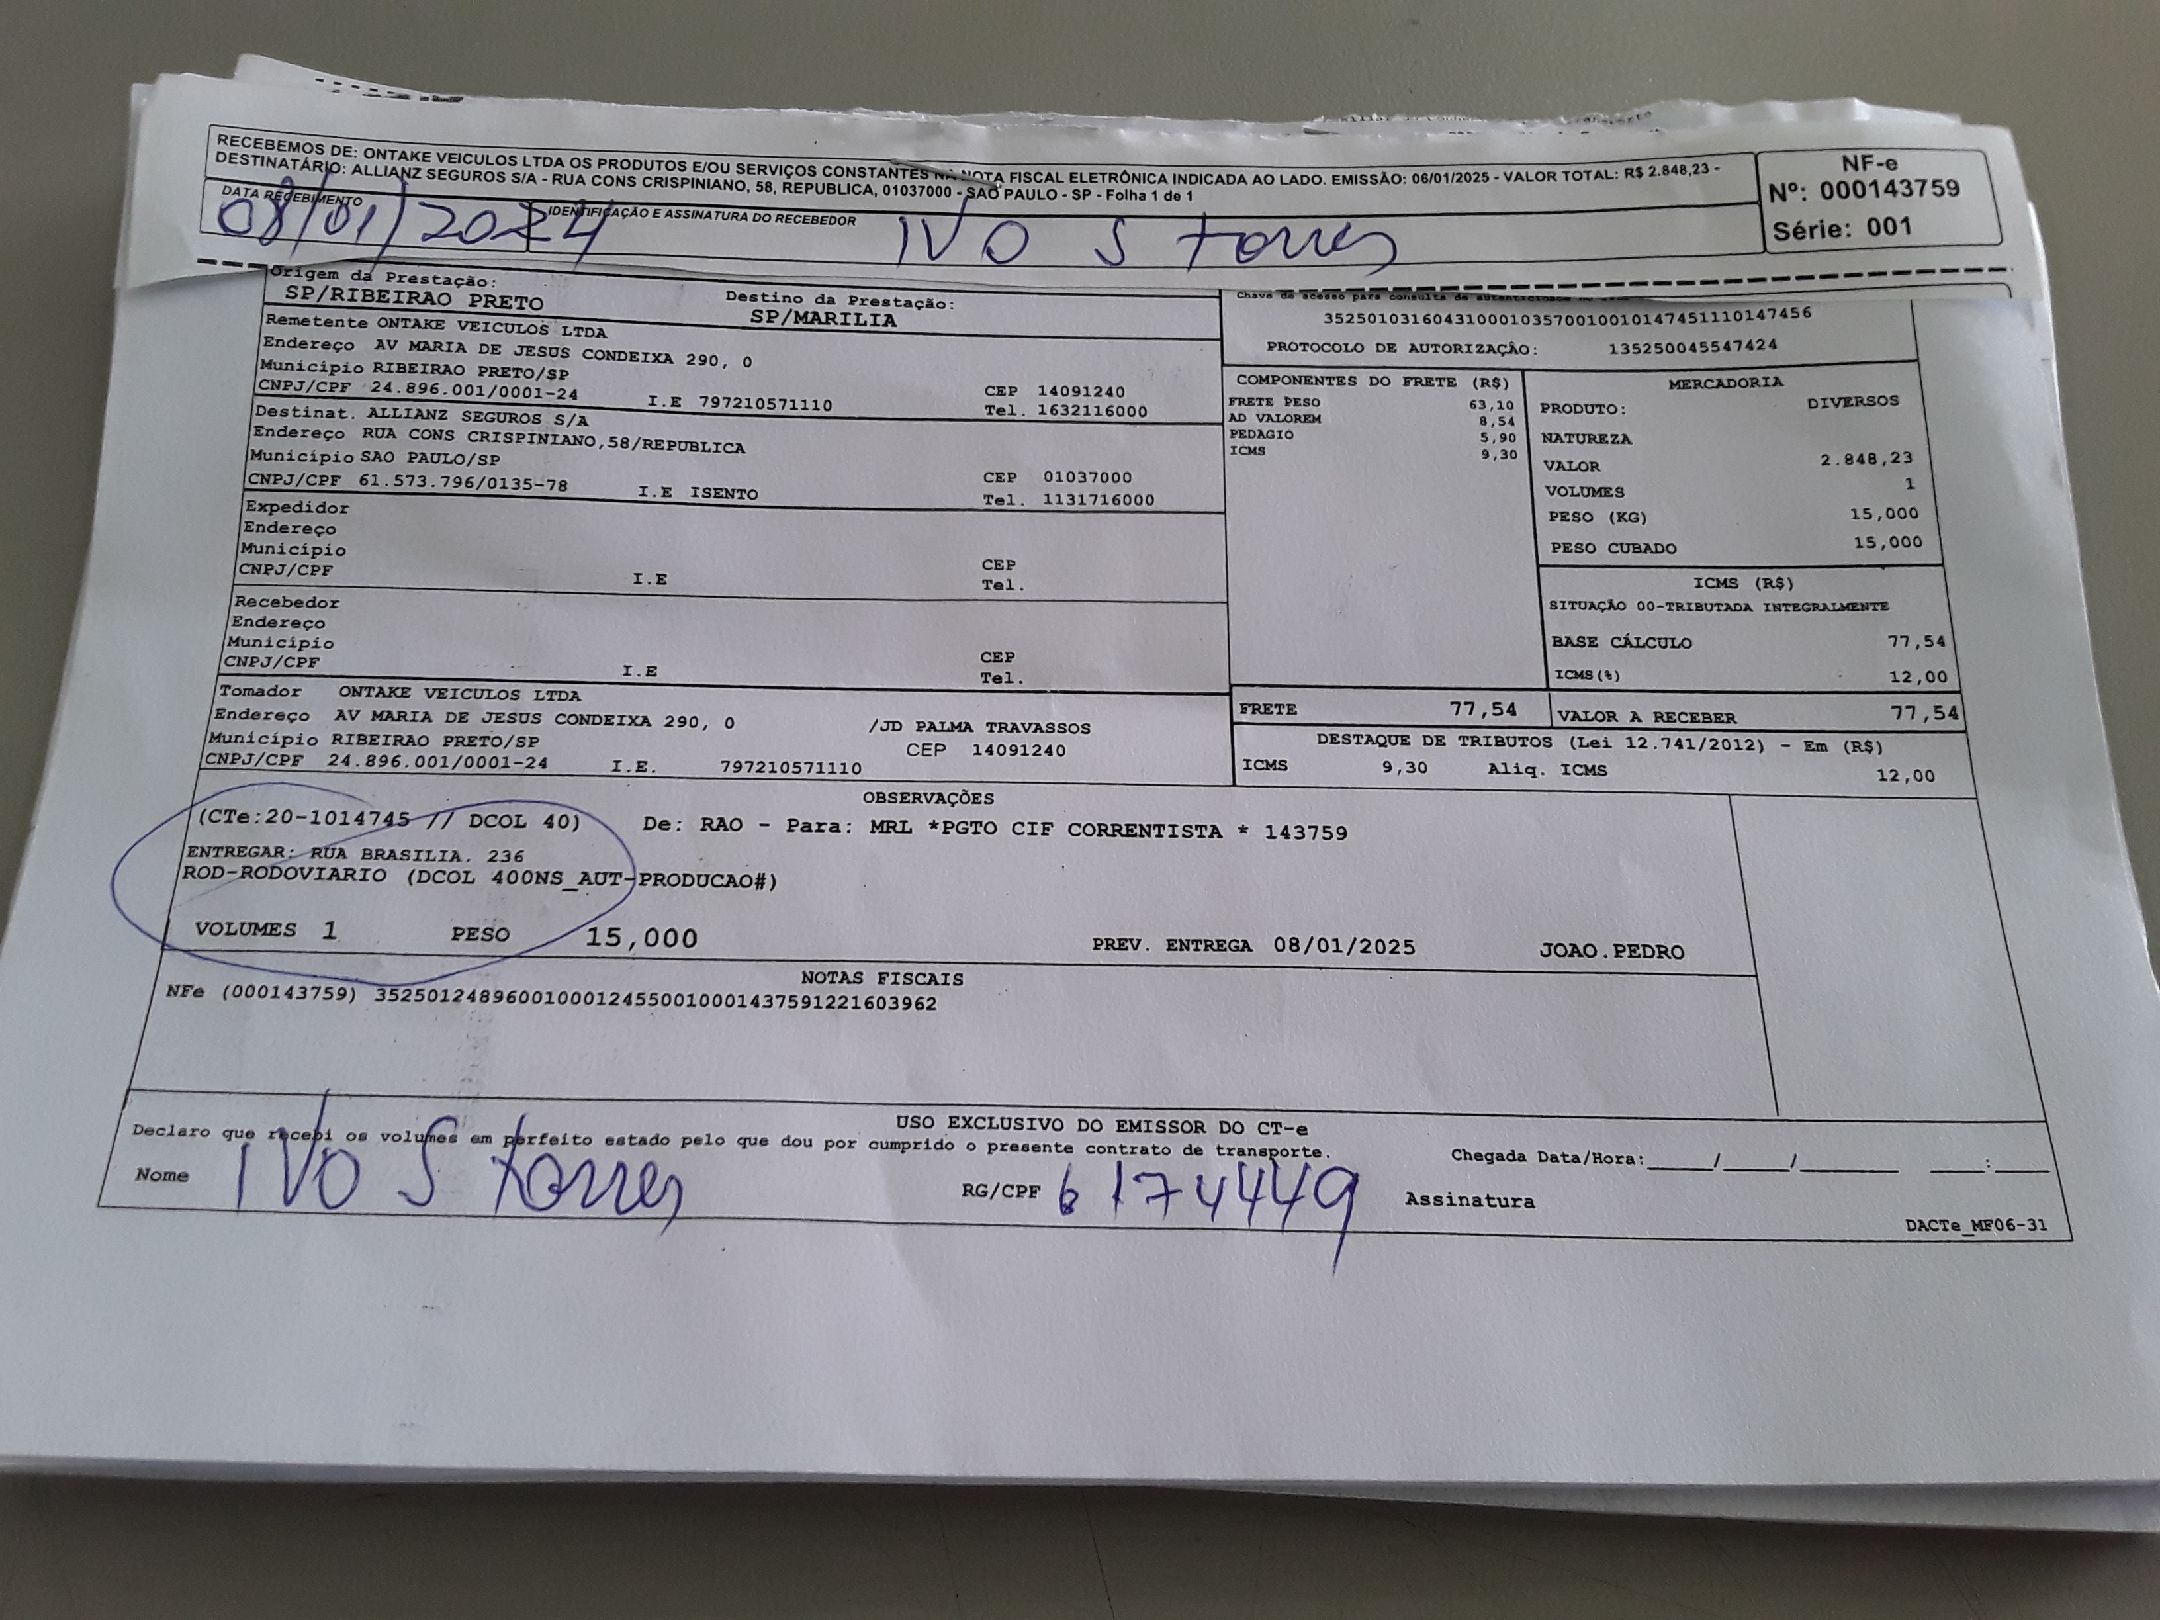 RECEBEMOS DE: ONTAKE VEICULOS LTDA OS PRODUTOS E/OU SERVIÇOS CONSTANTES NA NOTA FISCAL ELETRÔNICA INDICADA AO LADO. EMISSÃO: 06/01/2025 - VALOR TOTAL: R$ 2.848,23 -
DESTINATÁRIO: ALLIANZ SEGUROS S/A - RUA CONS CRISPINIANO, 58, REPUBLICA, 01037000 - SAO PAULO - SP - Folha 1 de 1
DATA RECEBIMENTO
08/01/2024
IDENTIFICAÇÃO E ASSINATURA DO RECEBEDOR
IVO S torres
NF-e
Nº: 000143759
Série: 001
Origem da Prestação:
SP/RIBEIRAO PRETO
Destino da Prestação:
SP/MARILIA
Remetente ONTAKE VEICULOS LTDA
Endereço AV MARIA DE JESUS CONDEIXA 290, 0
Município RIBEIRAO PRETO/SP
CEP 14091240
CNPJ/CPF 24.896.001/0001-24 I.E 797210571110 Tel. 1632116000
Destinat. ALLIANZ SEGUROS S/A
Endereço RUA CONS CRISPINIANO,58/REPUBLICA
Município SAO PAULO/SP CEP 01037000
CNPJ/CPF 61.573.796/0135-78 I.E ISENTO Tel. 1131716000
Expedidor
Endereço
Município CEP
CNPJ/CPF I.E Tel.
Recebedor
Endereço
Município CEP
CNPJ/CPF I.E Tel.
Tomador ONTAKE VEICULOS LTDA
Endereço AV MARIA DE JESUS CONDEIXA 290, 0 /JD PALMA TRAVASSOS
Município RIBEIRAO PRETO/SP CEP 14091240
CNPJ/CPF 24.896.001/0001-24 I.E. 797210571110
Chave de acesso para consulta de autenticidade no
35250103160431000103570010010147451110147456
PROTOCOLO DE AUTORIZAÇÃO: 135250045547424
COMPONENTES DO FRETE (R$)
FRETE PESO 63,10
AD VALOREM 8,54
PEDAGIO 5,90
ICMS 9,30
MERCADORIA
PRODUTO: DIVERSOS
NATUREZA
VALOR 2.848,23
VOLUMES 1
PESO (KG) 15,000
PESO CUBADO 15,000
ICMS (R$)
SITUAÇÃO 00-TRIBUTADA INTEGRALMENTE
BASE CÁLCULO 77,54
ICMS(%) 12,00
FRETE 77,54
VALOR A RECEBER 77,54
DESTAQUE DE TRIBUTOS (Lei 12.741/2012) - Em (R$)
ICMS 9,30 Aliq. ICMS 12,00
OBSERVAÇÕES
(CTe:20-1014745 // DCOL 40) De: RAO - Para: MRL *PGTO CIF CORRENTISTA * 143759
ENTREGAR: RUA BRASILIA. 236
ROD-RODOVIARIO (DCOL 400NS_AUT-PRODUCAO#)
VOLUMES 1 PESO 15,000 PREV. ENTREGA 08/01/2025 JOAO.PEDRO
NOTAS FISCAIS
NFe (000143759) 35250124896001000124550010001437591221603962
USO EXCLUSIVO DO EMISSOR DO CT-e
Declaro que recebi os volumes em perfeito estado pelo que dou por cumprido o presente contrato de transporte.
Chegada Data/Hora:_____/_____/________ ____:____
Nome IVO S torres RG/CPF 6174449 Assinatura
DACTe_MF06-31